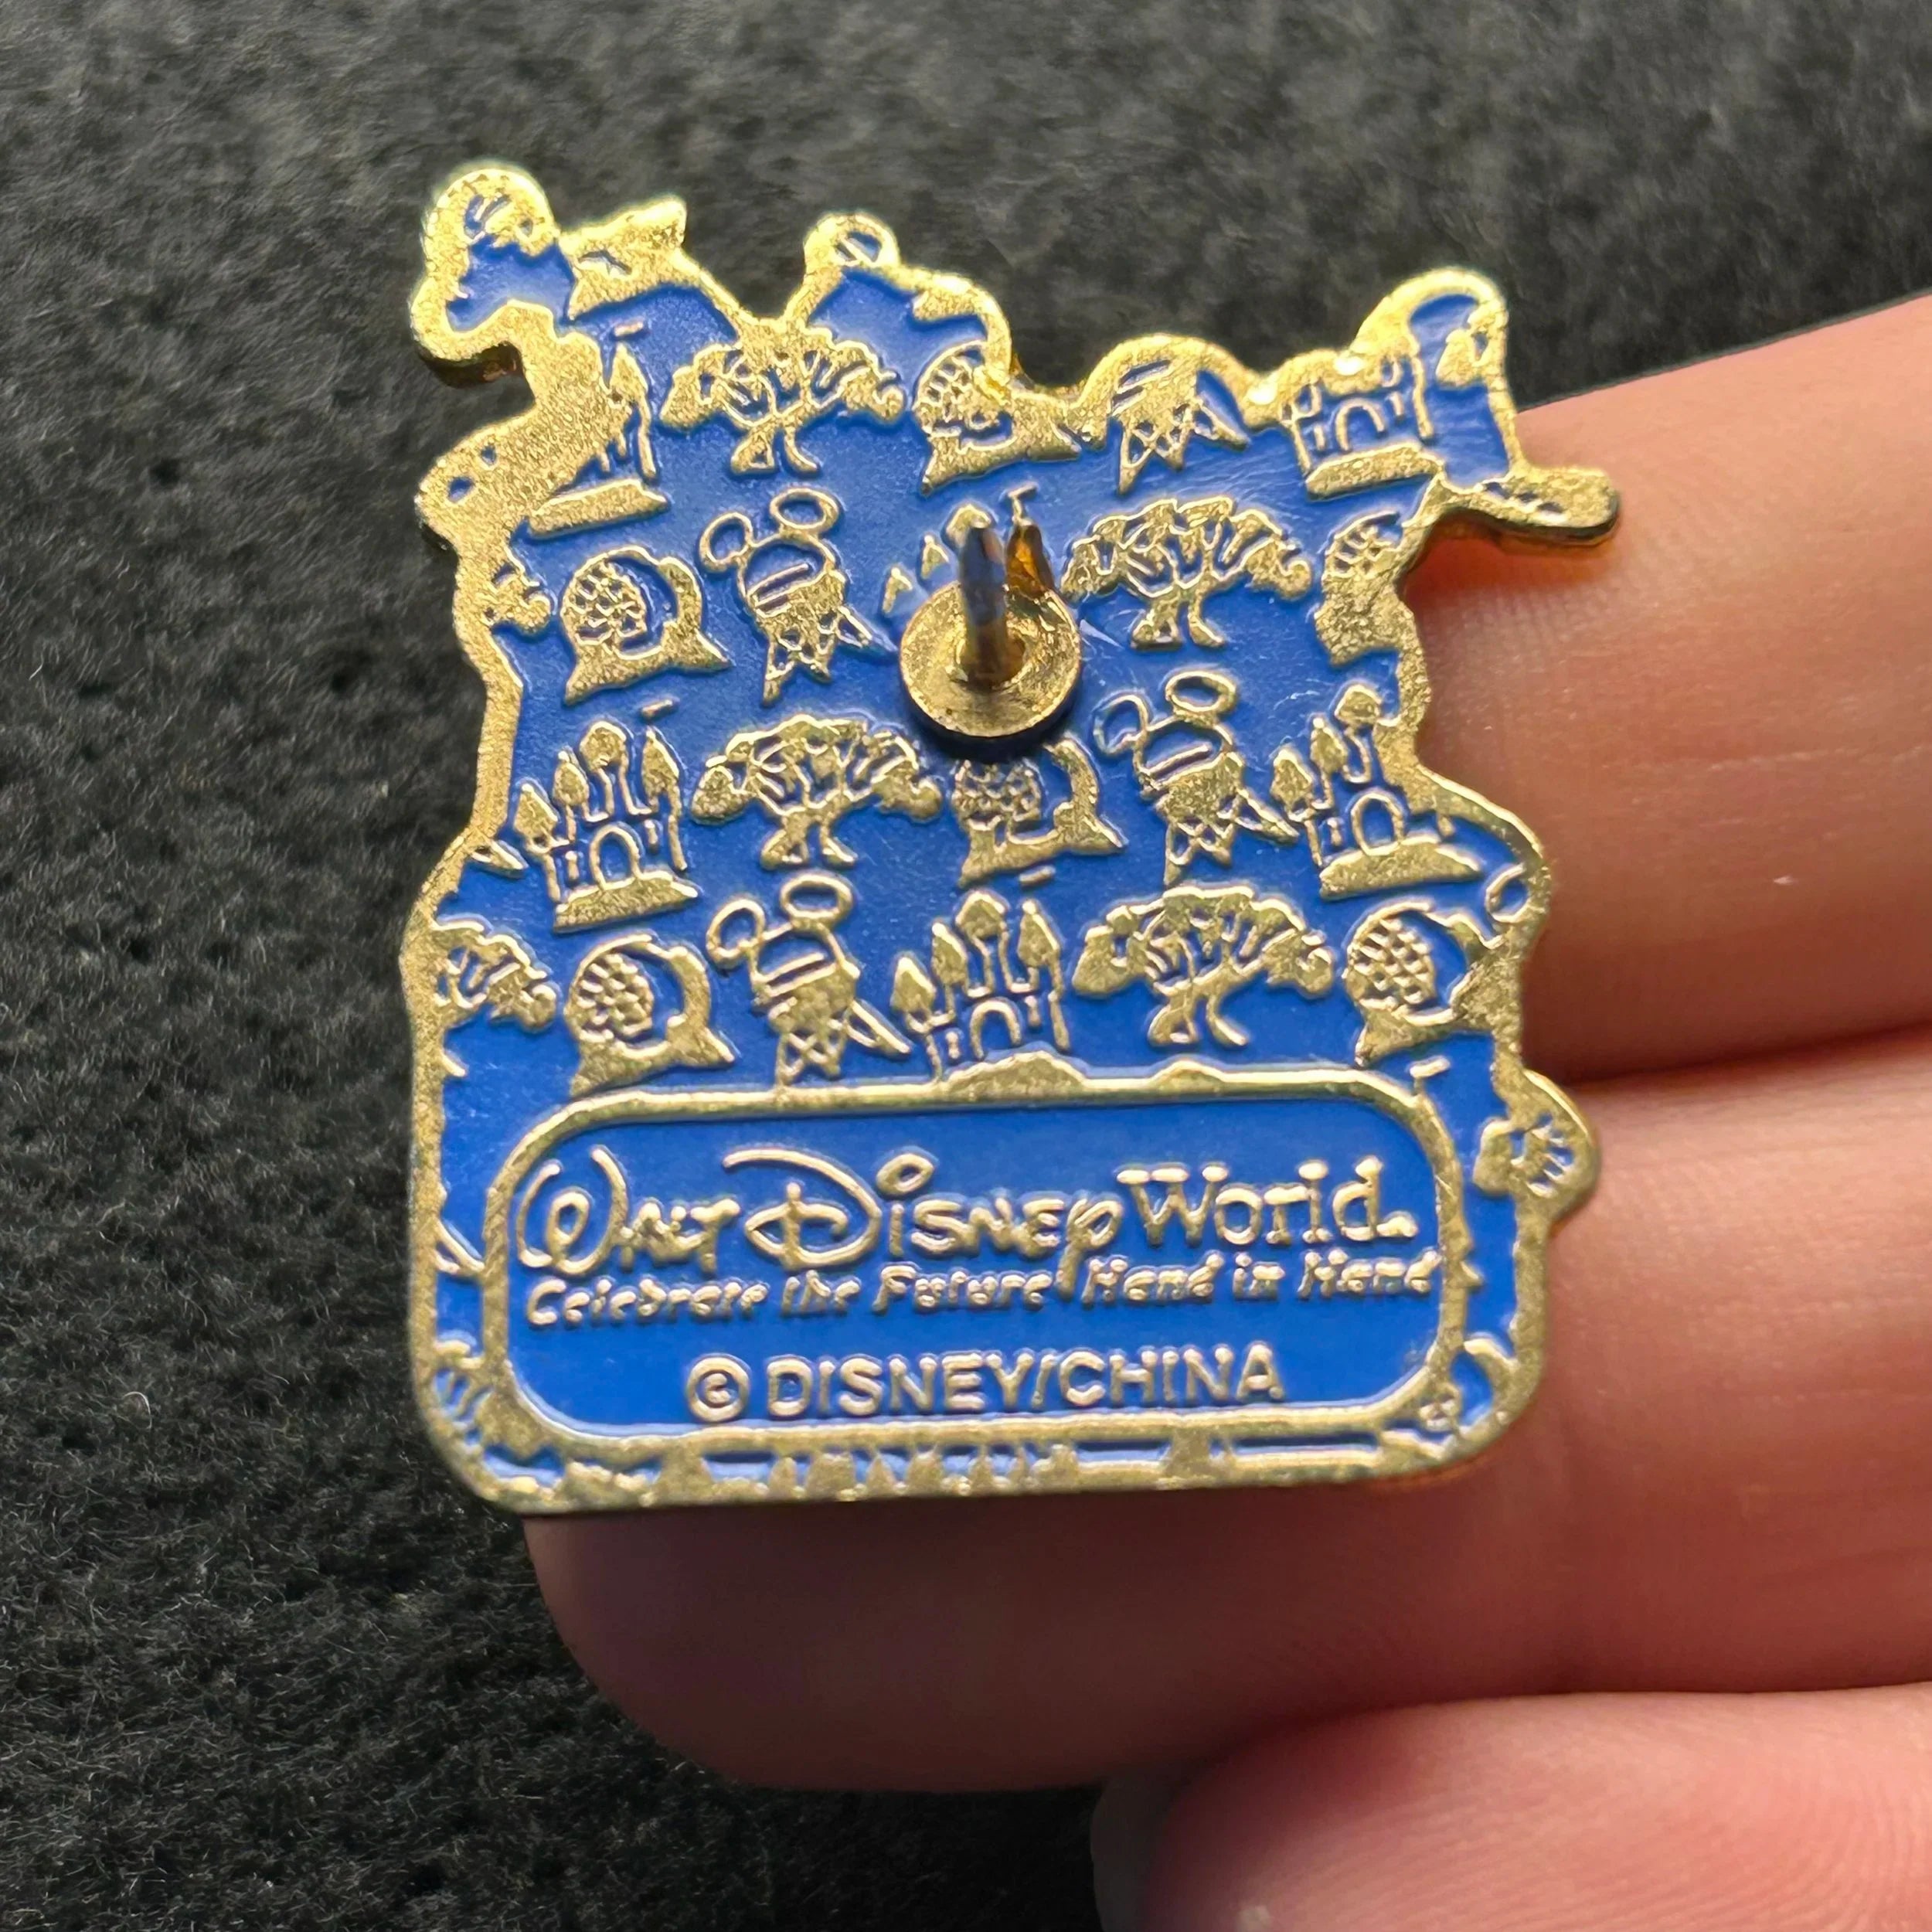 WALT DISNEY World.
Celebrate the Future Hand in Hand
© DISNEY/CHINA